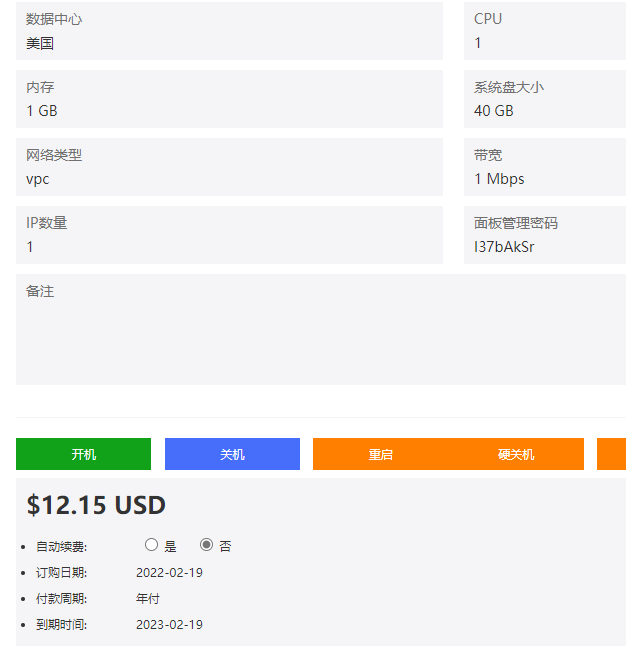 数据中心
美国
CPU
1
内存
1 GB
系统盘大小
40 GB
网络类型
vpc
带宽
1 Mbps
IP数量
1
面板管理密码
I37bAkSr
备注
开机
关机
重启
硬关机
$12.15 USD
自动续费: 是 否
订购日期: 2022-02-19
付款周期: 年付
到期时间: 2023-02-19